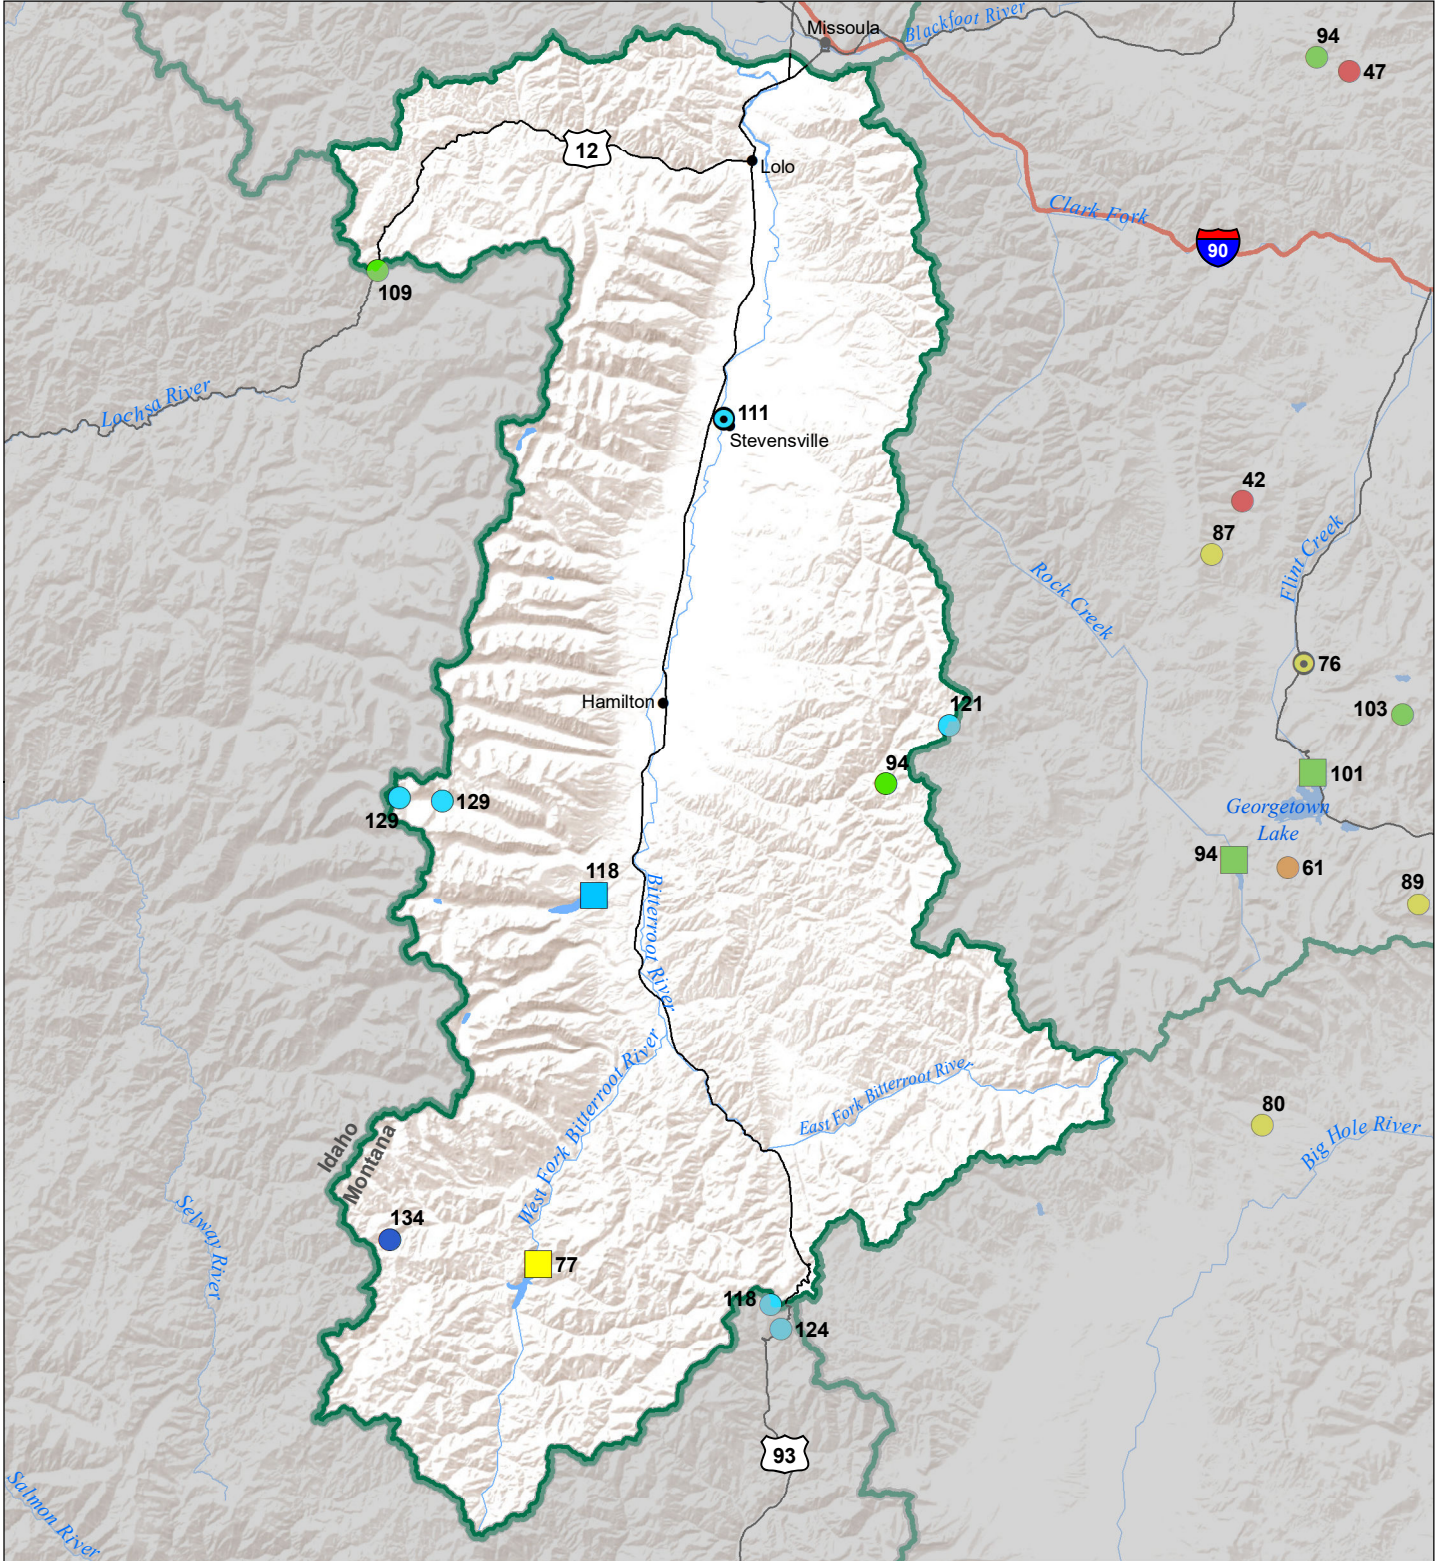 Missoula
Blackfoot River
94
47
12
Lolo
Clark Fork
90
109
Lochsa River
111
Stevensville
42
87
Flint Creek
Rock Creek
76
Hamilton
121
103
94
101
129
129
Georgetown
Lake
94
61
118
89
Bitterroot River
West Fork Bitterroot River
East Fork Bitterroot River
80
Big Hole River
Idaho
Montana
Selway River
134
77
118
124
93
Salmon River